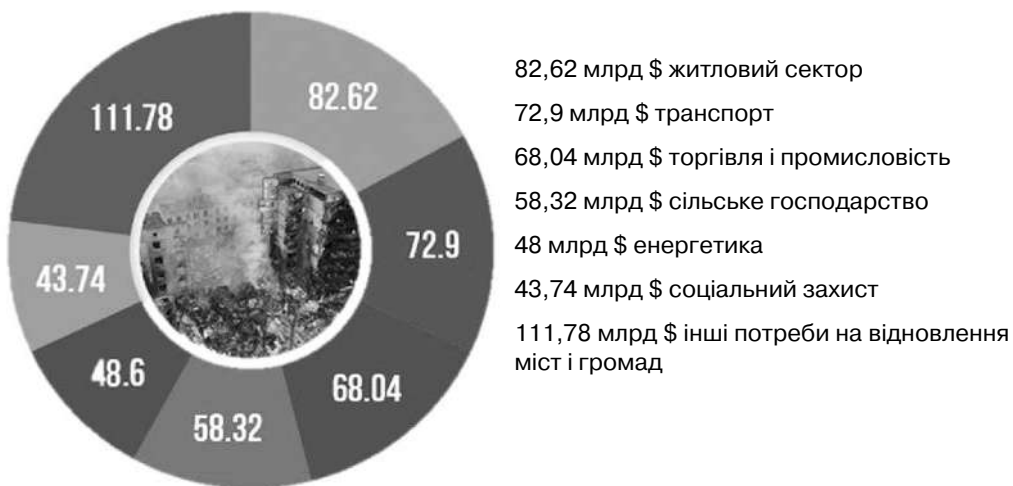 111.78
82.62
43.74
72.9
48.6
68.04
58.32
82,62 млрд $ житловий сектор
72,9 млрд $ транспорт
68,04 млрд $ торгівля і промисловість
58,32 млрд $ сільське господарство
48 млрд $ енергетика
43,74 млрд $ соціальний захист
111,78 млрд $ інші потреби на відновлення
міст і громад